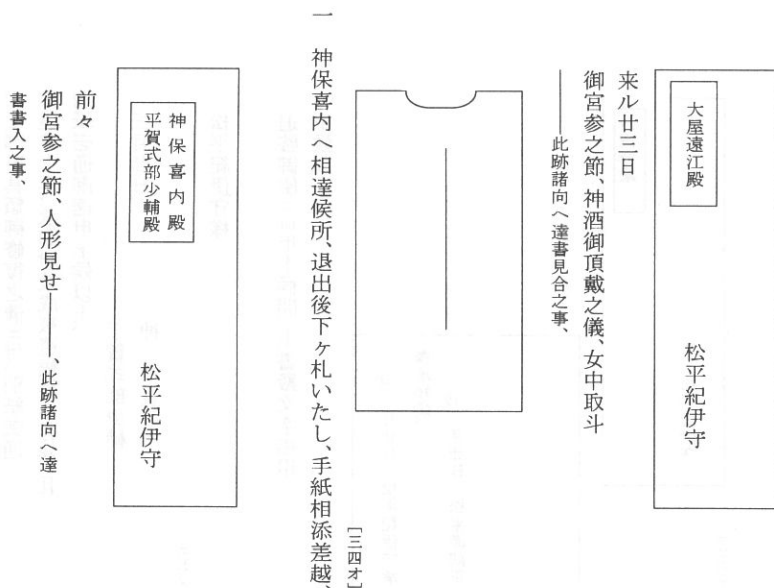 大屋遠江殿
松平紀伊守
来ル廿三日
御宮参之節、神酒御頂戴之儀、女中取斗
――此跡諸向へ達書見合之事、
[三四オ]
一 神保喜内へ相達候所、退出後下ヶ札いたし、手紙相添差越、
神保喜内殿
平賀式部少輔殿
松平紀伊守
前々
御宮参之節、人形見せ――、此跡諸向へ達
書書入之事、